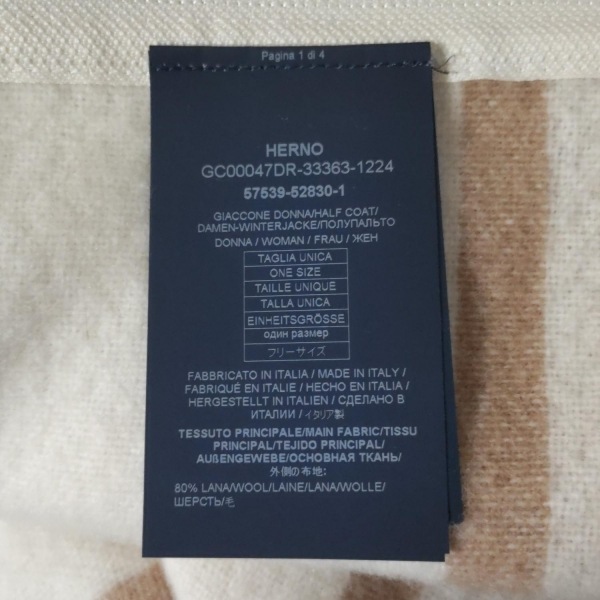 Pagina 1 di 4
HERNO
GC00047DR-33363-1224
57539-52830-1
GIACCONE DONNA/HALF COAT/
DAMEN-WINTERJACKE/ПОЛУПАЛЬТО
DONNA / WOMAN / FRAU / ЖЕН
TAGLIA UNICA
ONE SIZE
TAILLE UNIQUE
TALLA UNICA
EINHEITSGRÖSSE
один размер
フリーサイズ
FABBRICATO IN ITALIA / MADE IN ITALY /
FABRIQUÉ EN ITALIE / HECHO EN ITALIA /
HERGESTELLT IN ITALIEN / СДЕЛАНО В
ИТАЛИИ / イタリア製
TESSUTO PRINCIPALE/MAIN FABRIC/TISSU
PRINCIPAL/TEJIDO PRINCIPAL/
AUßENGEWEBE/ОСНОВНАЯ ТКАНЬ/
外側の布地:
80% LANA/WOOL/LAINE/LANA/WOLLE/
ШЕРСТЬ/毛